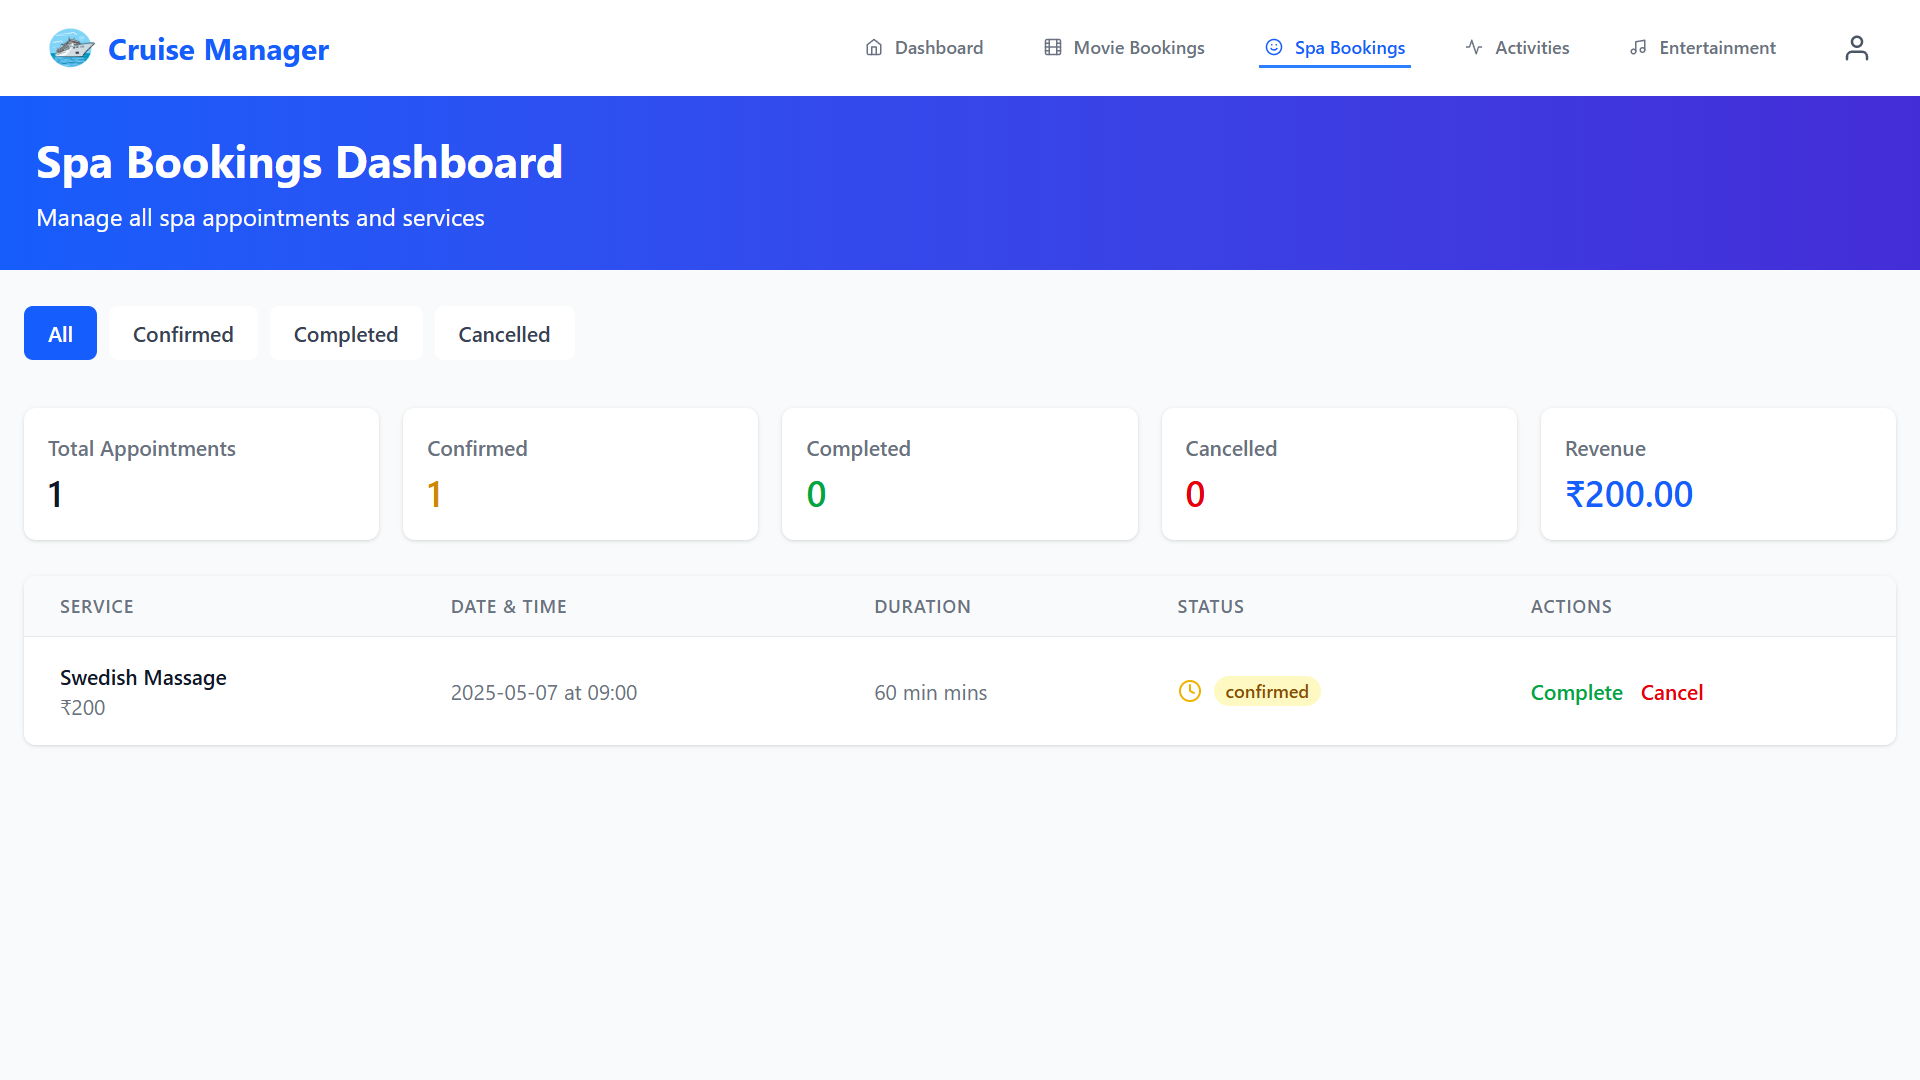 Cruise Manager
Dashboard
Movie Bookings
Spa Bookings
Activities
Entertainment
Spa Bookings Dashboard
Manage all spa appointments and services
All
Confirmed
Completed
Cancelled
Total Appointments
1
Confirmed
1
Completed
0
Cancelled
0
Revenue
₹200.00
SERVICE DATE & TIME DURATION STATUS ACTIONS
Swedish Massage
₹200
2025-05-07 at 09:00
60 min mins
confirmed
Complete Cancel